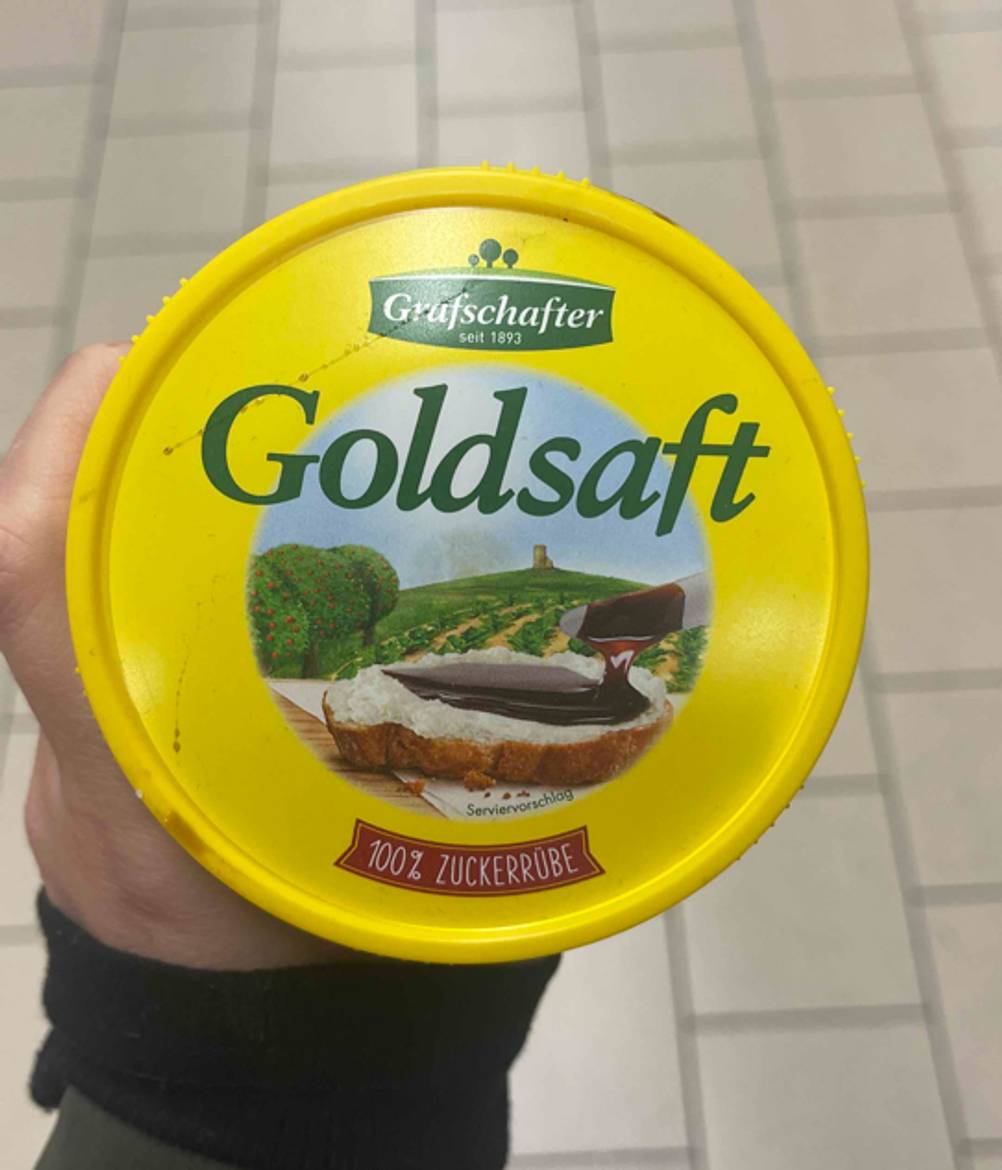 Grafschafter
seit 1893
Goldsaft
Serviervorschlag
100% ZUCKERRÜBE